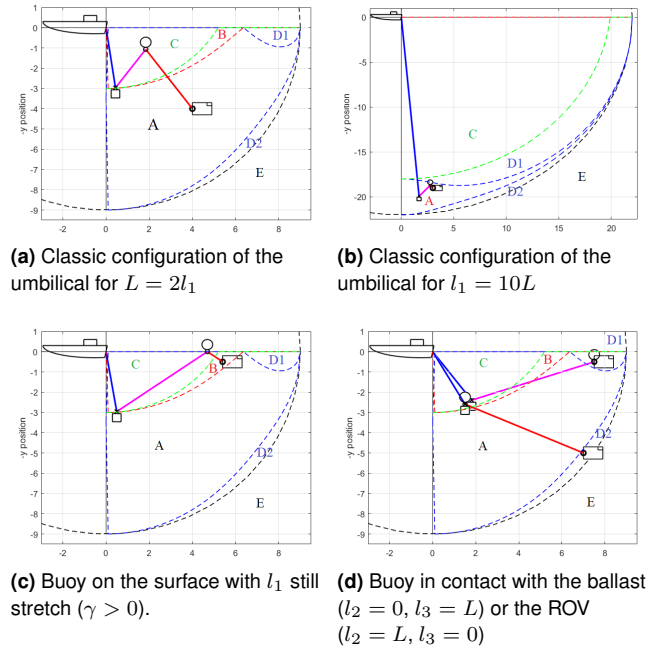 -y position
1
0
-1
-2
-3
-4
-5
-6
-7
-8
-9
-2 0 2 4 6 8
C B D1
A
D2
E
-y position
0
-5
-10
-15
-20
0 5 10 15 20
C
D1
E
D2
A
(a) Classic configuration of the
umbilical for L = 2l₁
(b) Classic configuration of the
umbilical for l₁ = 10L
-y position
1
0
-1
-2
-3
-4
-5
-6
-7
-8
-9
-2 0 2 4 6 8
C B D1
A
D2
E
-y position
1
0
-1
-2
-3
-4
-5
-6
-7
-8
-9
-2 0 2 4 6 8
D1
C B
A
D2
E
(c) Buoy on the surface with l₁ still
stretch (γ > 0).
(d) Buoy in contact with the ballast
(l₂ = 0, l₃ = L) or the ROV
(l₂ = L, l₃ = 0)